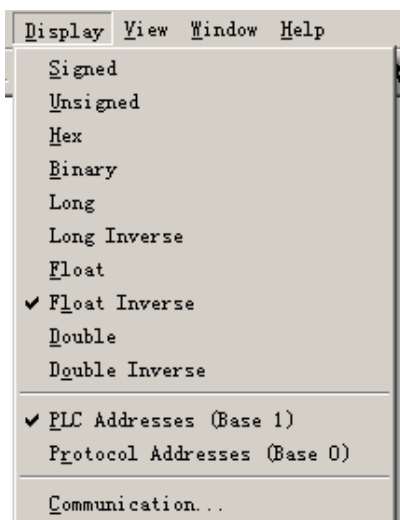 Display View Window Help
Signed
Unsigned
Hex
Binary
Long
Long Inverse
Float
Float Inverse
Double
Double Inverse
PLC Addresses (Base 1)
Protocol Addresses (Base 0)
Communication...